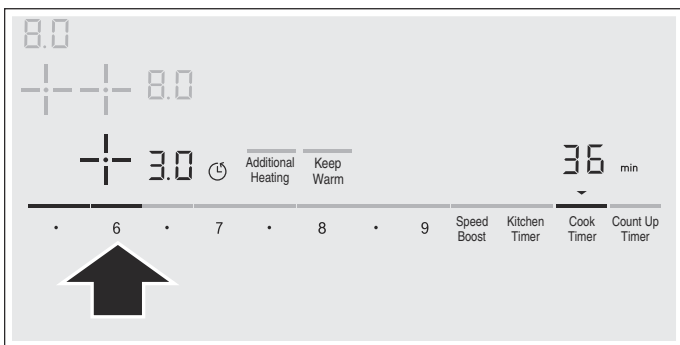 8.0
8.0
3.0 Additional Heating Keep Warm 36 min
· 6 · 7 · 8 · 9 Speed Boost Kitchen Timer Cook Timer Count Up Timer